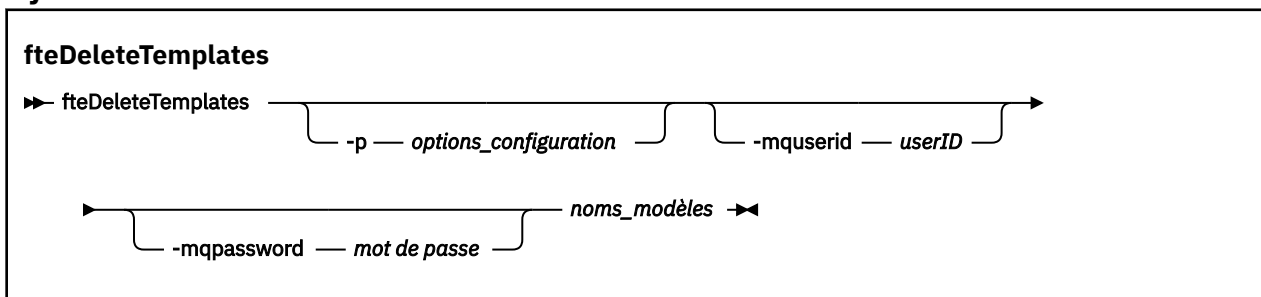 fteDeleteTemplates
fteDeleteTemplates
-p options_configuration -mquserid userID
noms_modèles
-mqpassword mot de passe